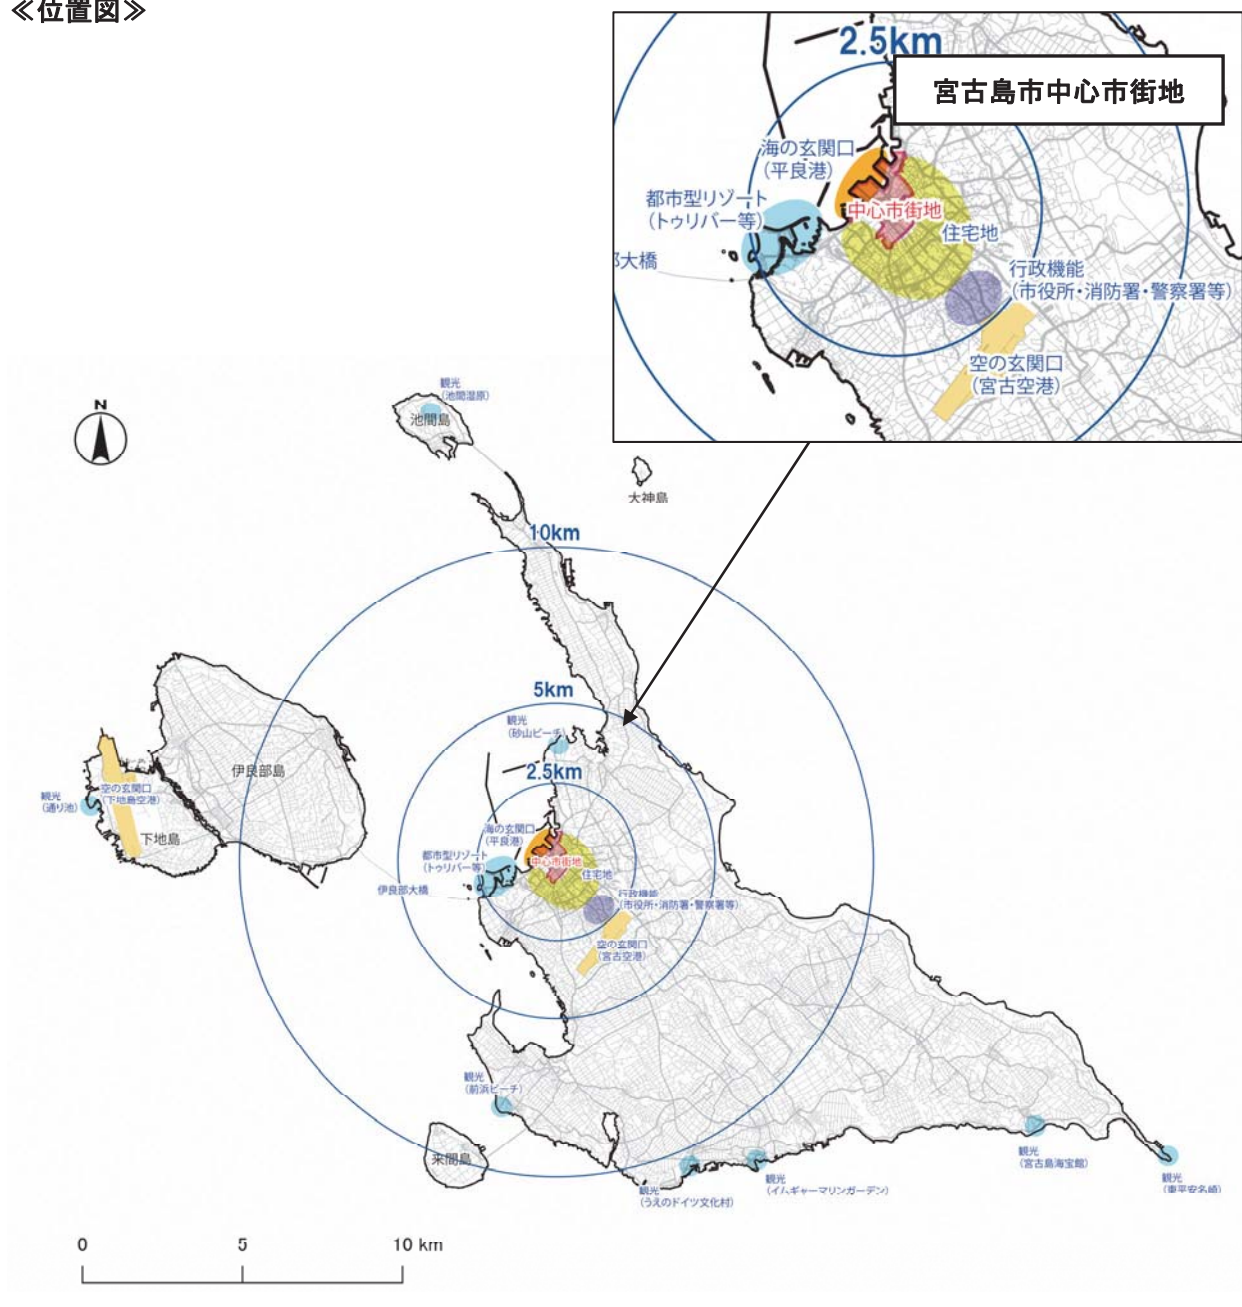 ≪位置図≫
2.5km
宮古島市中心市街地
海の玄関口
(平良港)
都市型リゾート
(トゥリバー等)
中心市街地
住宅地
部大橋
行政機能
(市役所・消防署・警察署等)
空の玄関口
(宮古空港)
N
観光
(池間湿原)
池間島
大神島
10km
5km
観光
(砂山ビーチ)
2.5km
伊良部島
空の玄関口
(下地島空港)
観光
(通り池)
下地島
海の玄関口
(平良港)
都市型リゾート
(トゥリバー等)
中心市街地
住宅地
伊良部大橋
行政機能
(市役所・消防署・警察署等)
空の玄関口
(宮古空港)
観光
(前浜ビーチ)
来間島
観光
(うえのドイツ文化村)
観光
(イムギャーマリンガーデン)
観光
(宮古島海宝館)
観光
(東平安名崎)
0 5 10 km